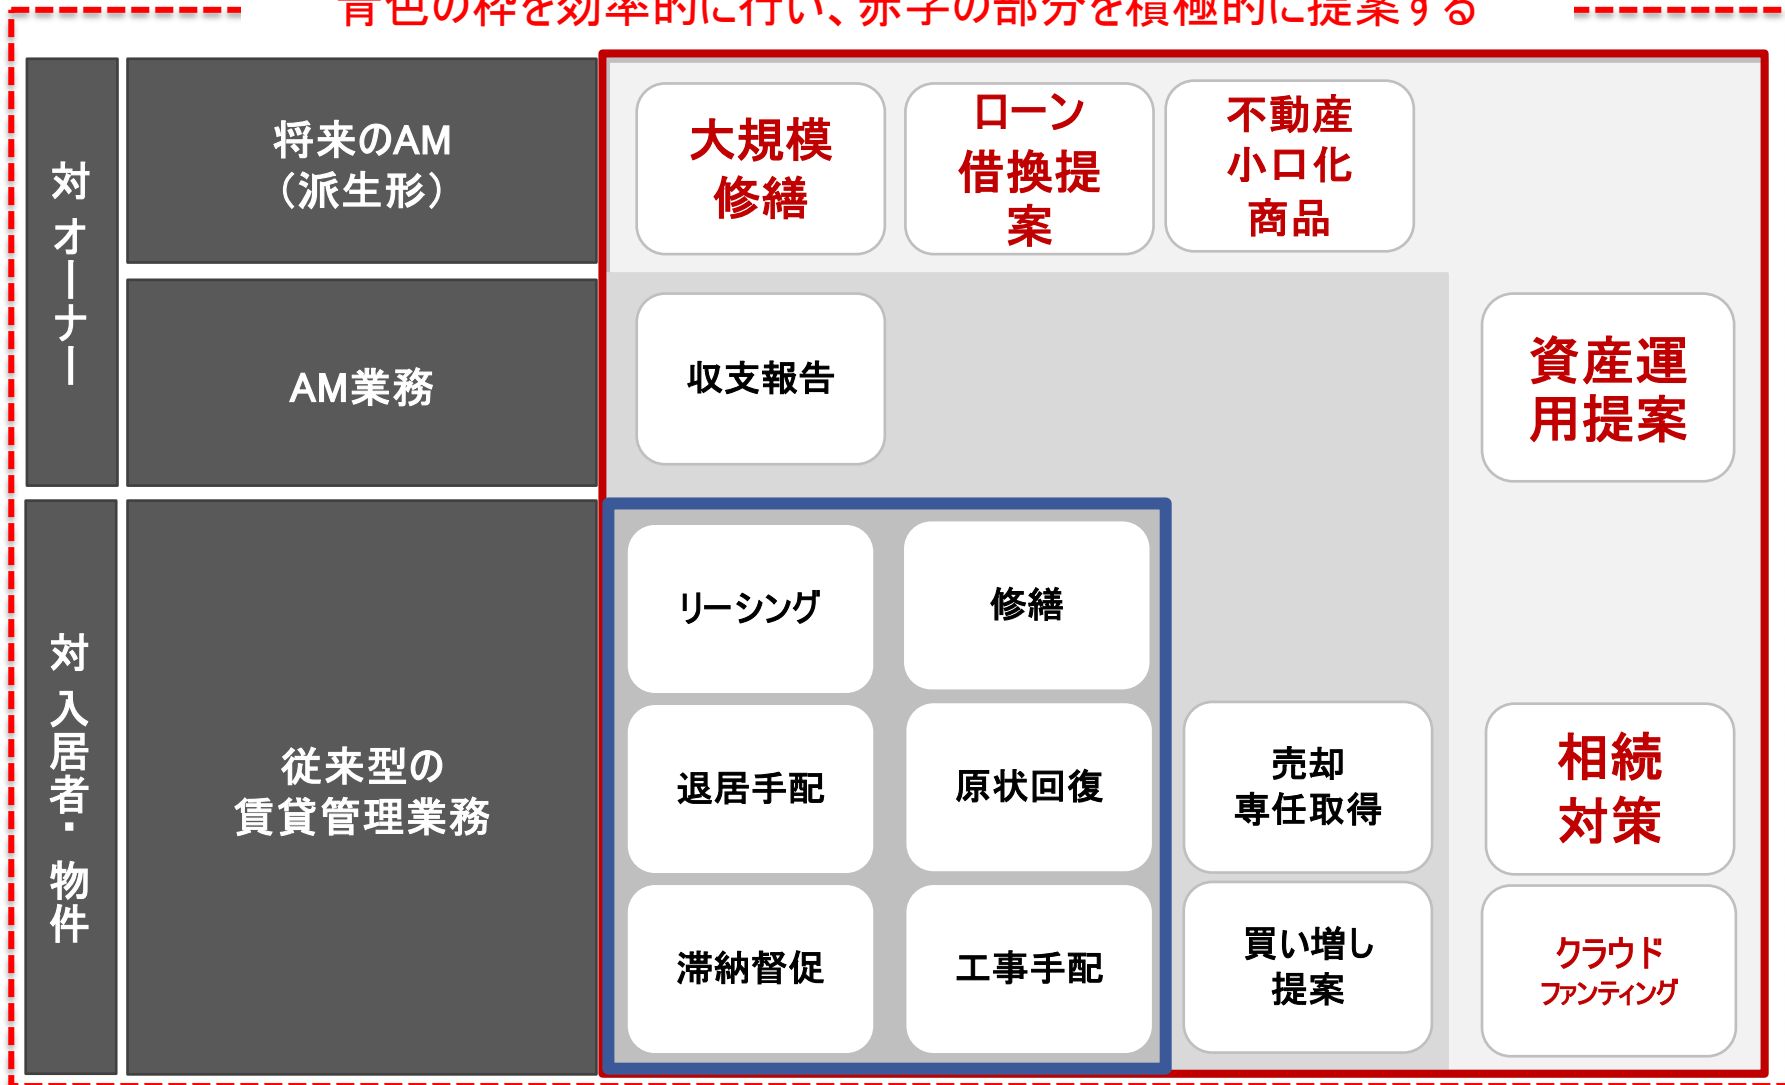 青色の枠を効率的に行い、赤字の部分を積極的に提案する
対オーナー
将来のAM
（派生形）
大規模
修繕
ローン
借換提
案
不動産
小口化
商品
AM業務
収支報告
資産運
用提案
対 入居者・物件
従来型の
賃貸管理業務
リーシング
修繕
退居手配
原状回復
売却
専任取得
相続
対策
滞納督促
工事手配
買い増し
提案
クラウド
ファンティング